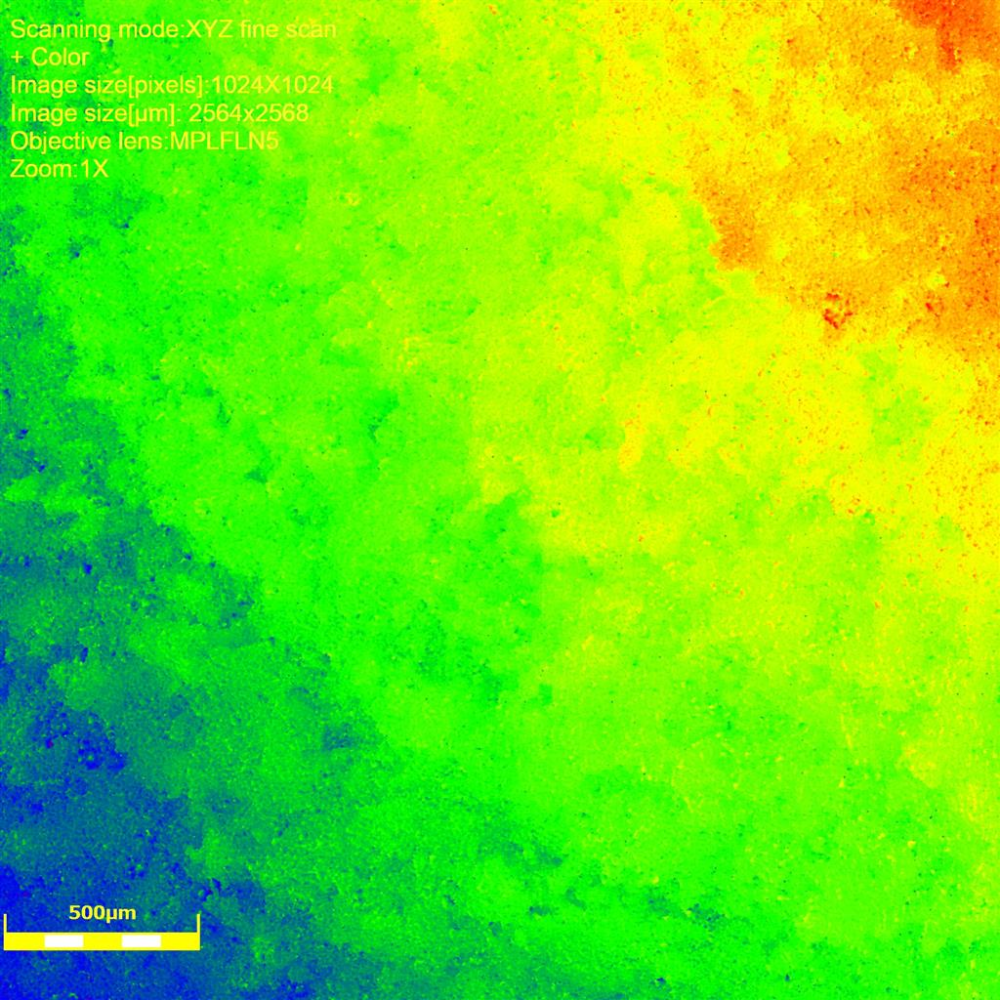 Scanning mode:XYZ fine scan
+ Color
Image size[pixels]:1024X1024
Image size[µm]: 2564x2568
Objective lens:MPLFLN5
Zoom:1X
500µm